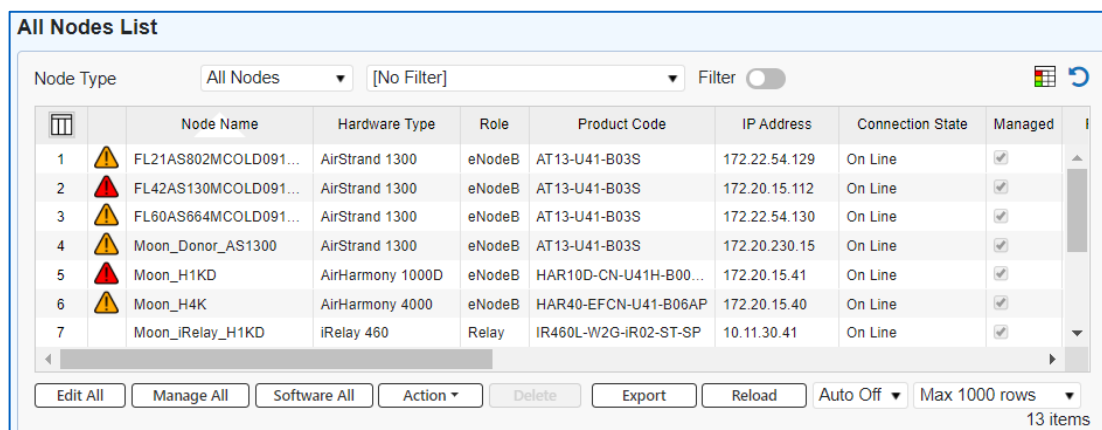 All Nodes List
Node Type All Nodes [No Filter] Filter
Node Name Hardware Type Role Product Code IP Address Connection State Managed
1 FL21AS802MCOLD091... AirStrand 1300 eNodeB AT13-U41-B03S 172.22.54.129 On Line
2 FL42AS130MCOLD091... AirStrand 1300 eNodeB AT13-U41-B03S 172.20.15.112 On Line
3 FL60AS664MCOLD091... AirStrand 1300 eNodeB AT13-U41-B03S 172.22.54.130 On Line
4 Moon_Donor_AS1300 AirStrand 1300 eNodeB AT13-U41-B03S 172.20.230.15 On Line
5 Moon_H1KD AirHarmony 1000D eNodeB HAR10D-CN-U41H-B00... 172.20.15.41 On Line
6 Moon_H4K AirHarmony 4000 eNodeB HAR40-EFCN-U41-B06AP 172.20.15.40 On Line
7 Moon_iRelay_H1KD iRelay 460 Relay IR460L-W2G-iR02-ST-SP 10.11.30.41 On Line
Edit All Manage All Software All Action Delete Export Reload Auto Off Max 1000 rows
13 items